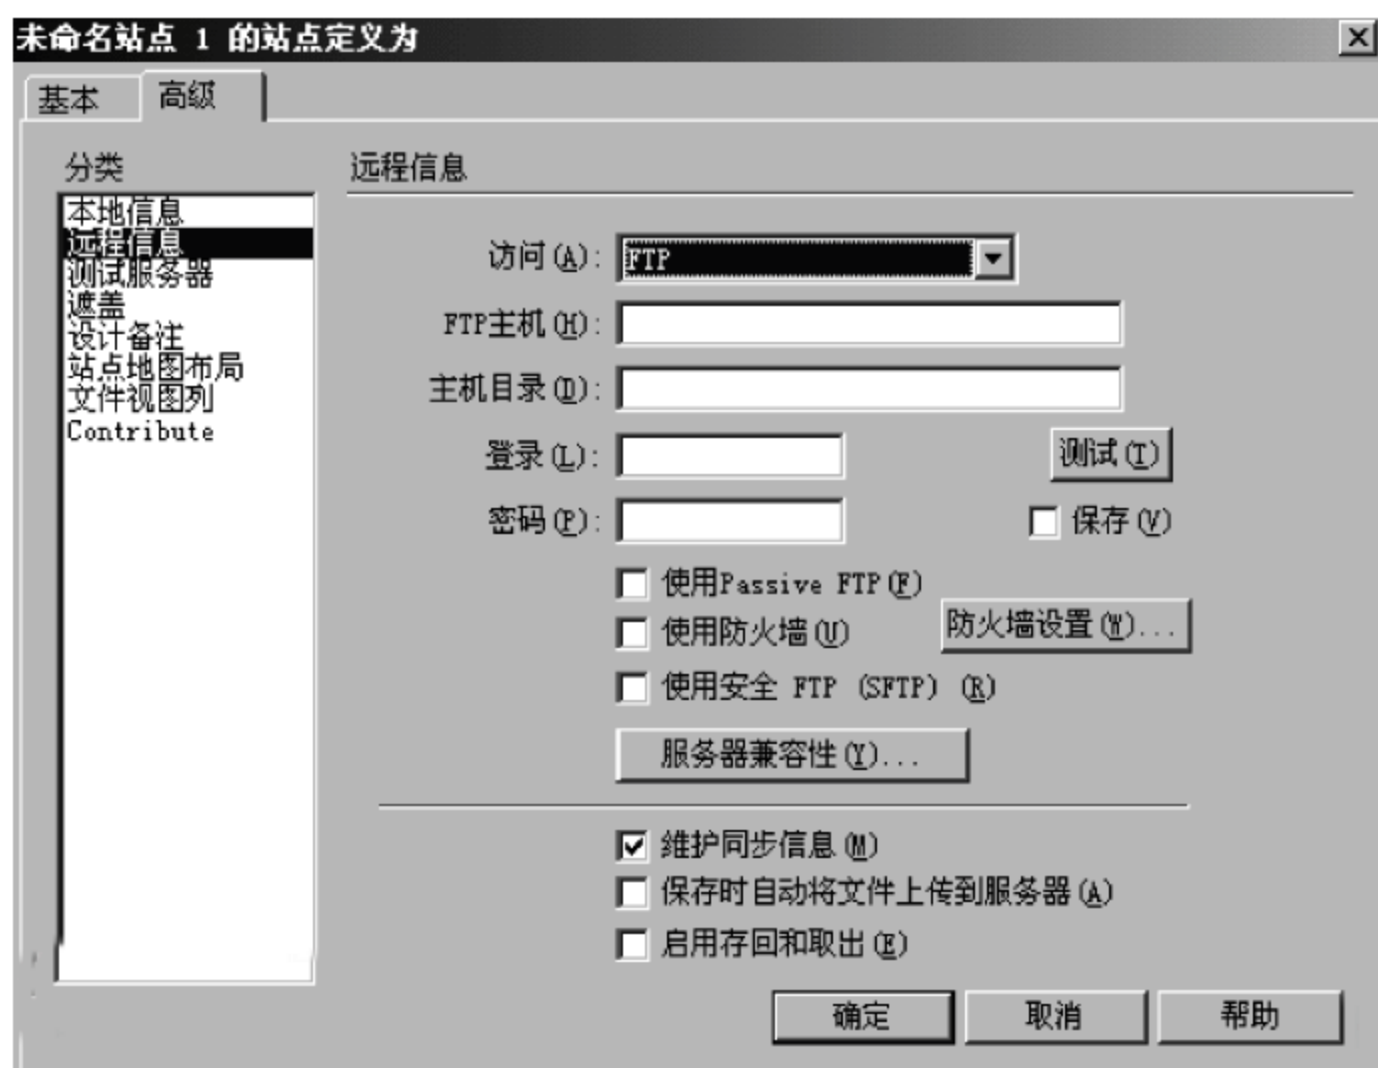 未命名站点 1 的站点定义为
基本 高级
分类
本地信息
远程信息
测试服务器
遮盖
设计备注
站点地图布局
文件视图列
Contribute
远程信息
访问(A): FTP
FTP主机(H):
主机目录(D):
登录(L): 测试(T)
密码(P): 保存(V)
使用Passive FTP(F)
使用防火墙(U) 防火墙设置(W)...
使用安全 FTP (SFTP) (R)
服务器兼容性(Y)...
维护同步信息(M)
保存时自动将文件上传到服务器(A)
启用存回和取出(E)
确定 取消 帮助